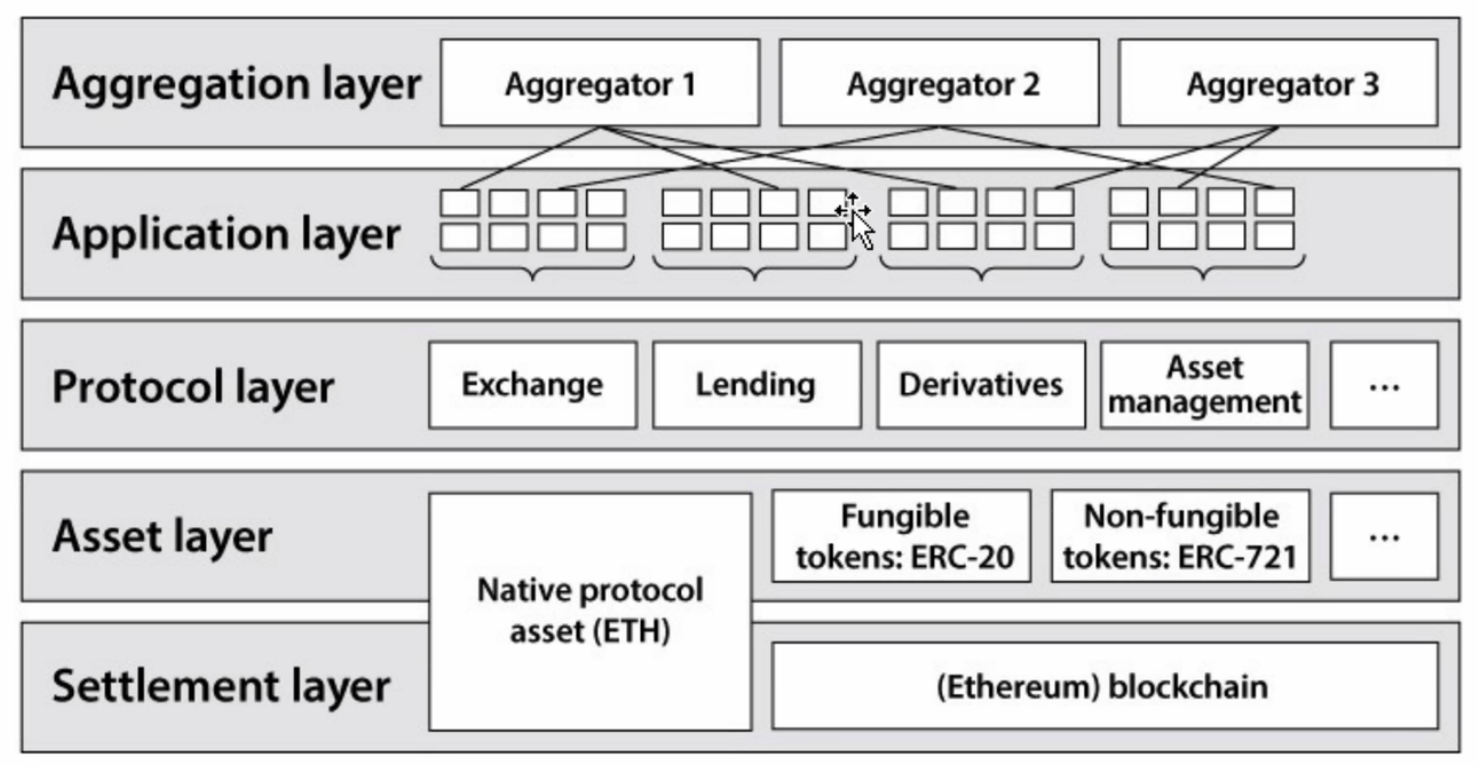 Aggregation layer
Aggregator 1
Aggregator 2
Aggregator 3
Application layer
Protocol layer
Exchange
Lending
Derivatives
Asset
management
...
Asset layer
Native protocol
asset (ETH)
Fungible
tokens: ERC-20
Non-fungible
tokens: ERC-721
...
Settlement layer
(Ethereum) blockchain